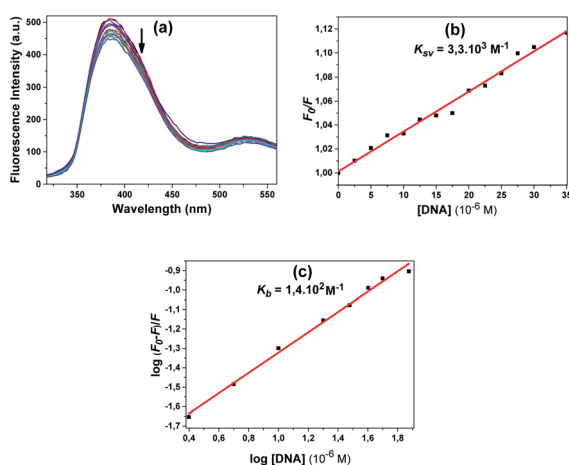 (a)
Fluorescence Intensity (a.u.)
500
400
300
200
100
0
350 400 450 500 550
Wavelength (nm)
(b)
K_SV = 3,3.10³ M⁻¹
F₀/F
1,12
1,10
1,08
1,06
1,04
1,02
1,00
0 5 10 15 20 25 30 35
[DNA] (10⁻⁶ M)
(c)
K_b = 1,4.10² M⁻¹
log (F₀-F)/F
-0,9
-1,0
-1,1
-1,2
-1,3
-1,4
-1,5
-1,6
-1,7
0,4 0,6 0,8 1,0 1,2 1,4 1,6 1,8
log [DNA] (10⁻⁶ M)